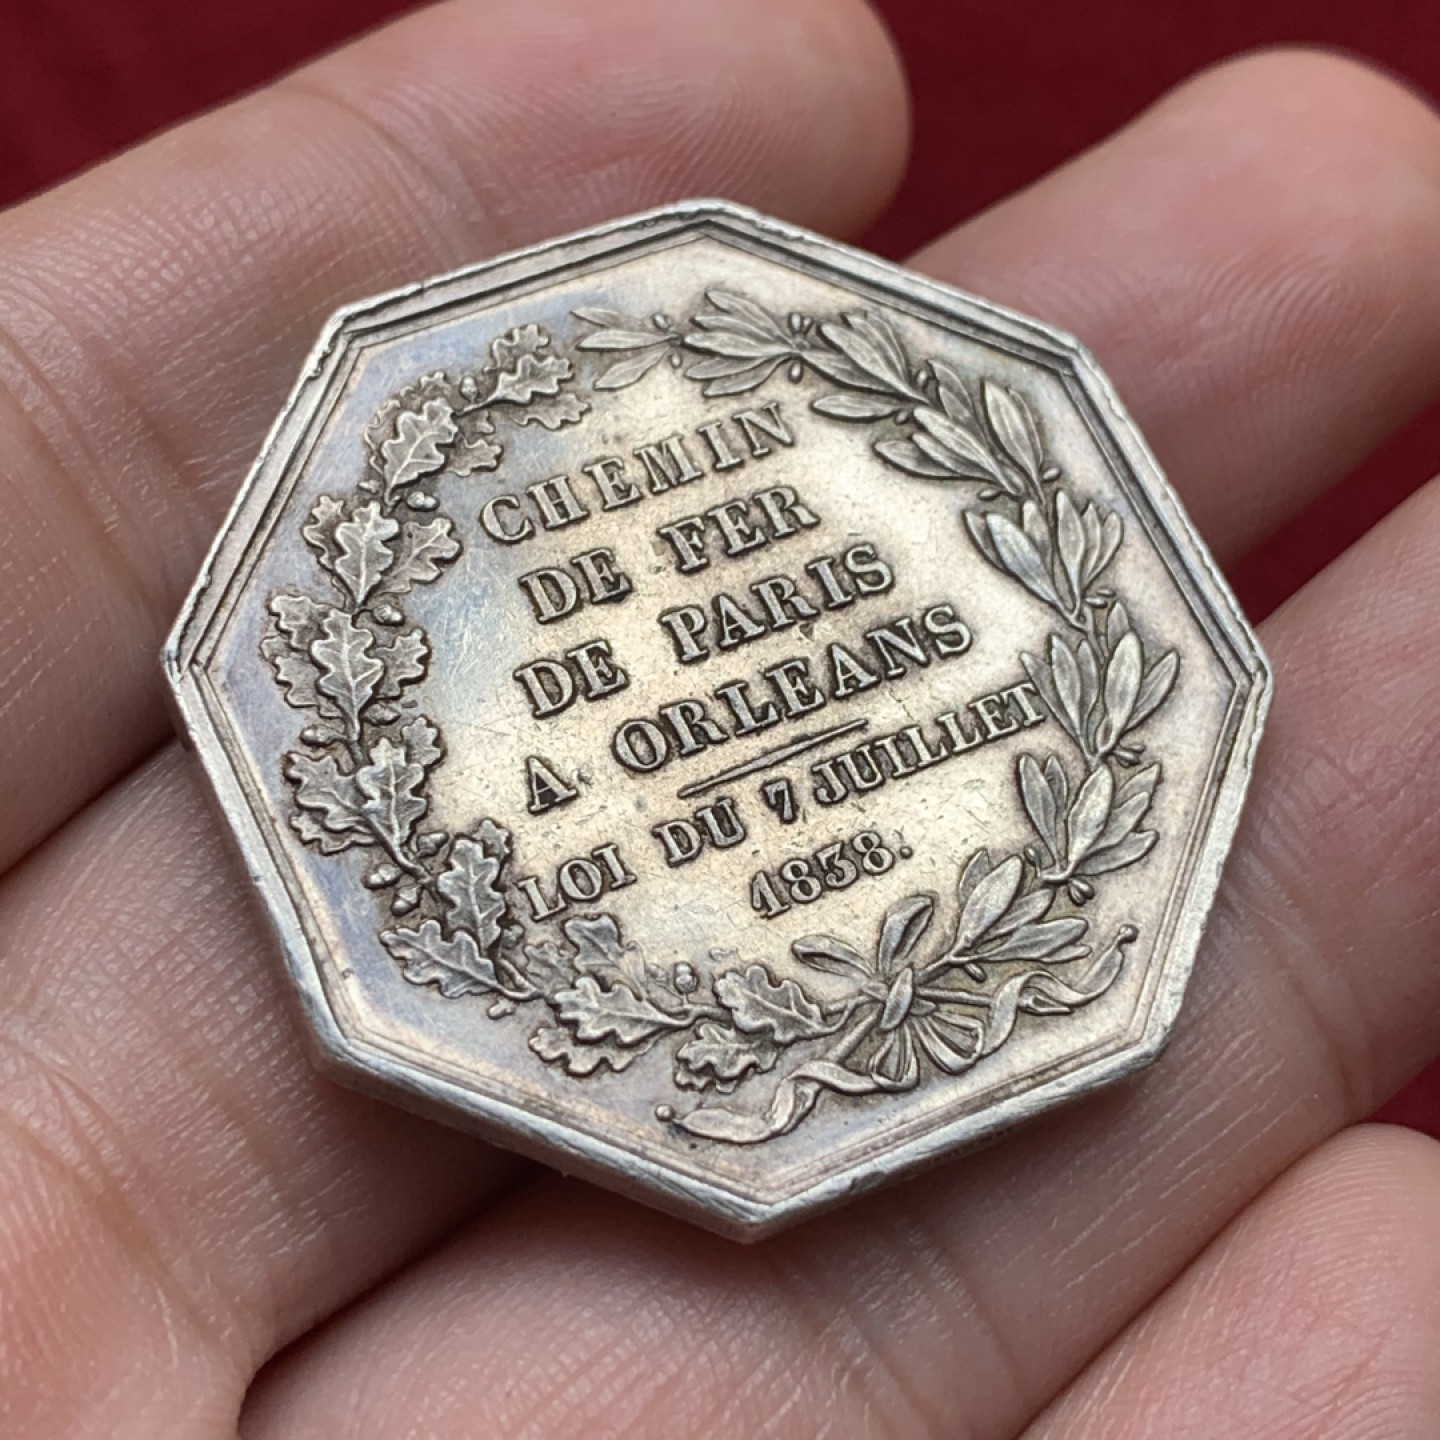 CHEMIN
DE FER
DE PARIS
A ORLEANS
LOI DU 7 JUILLET
1838.